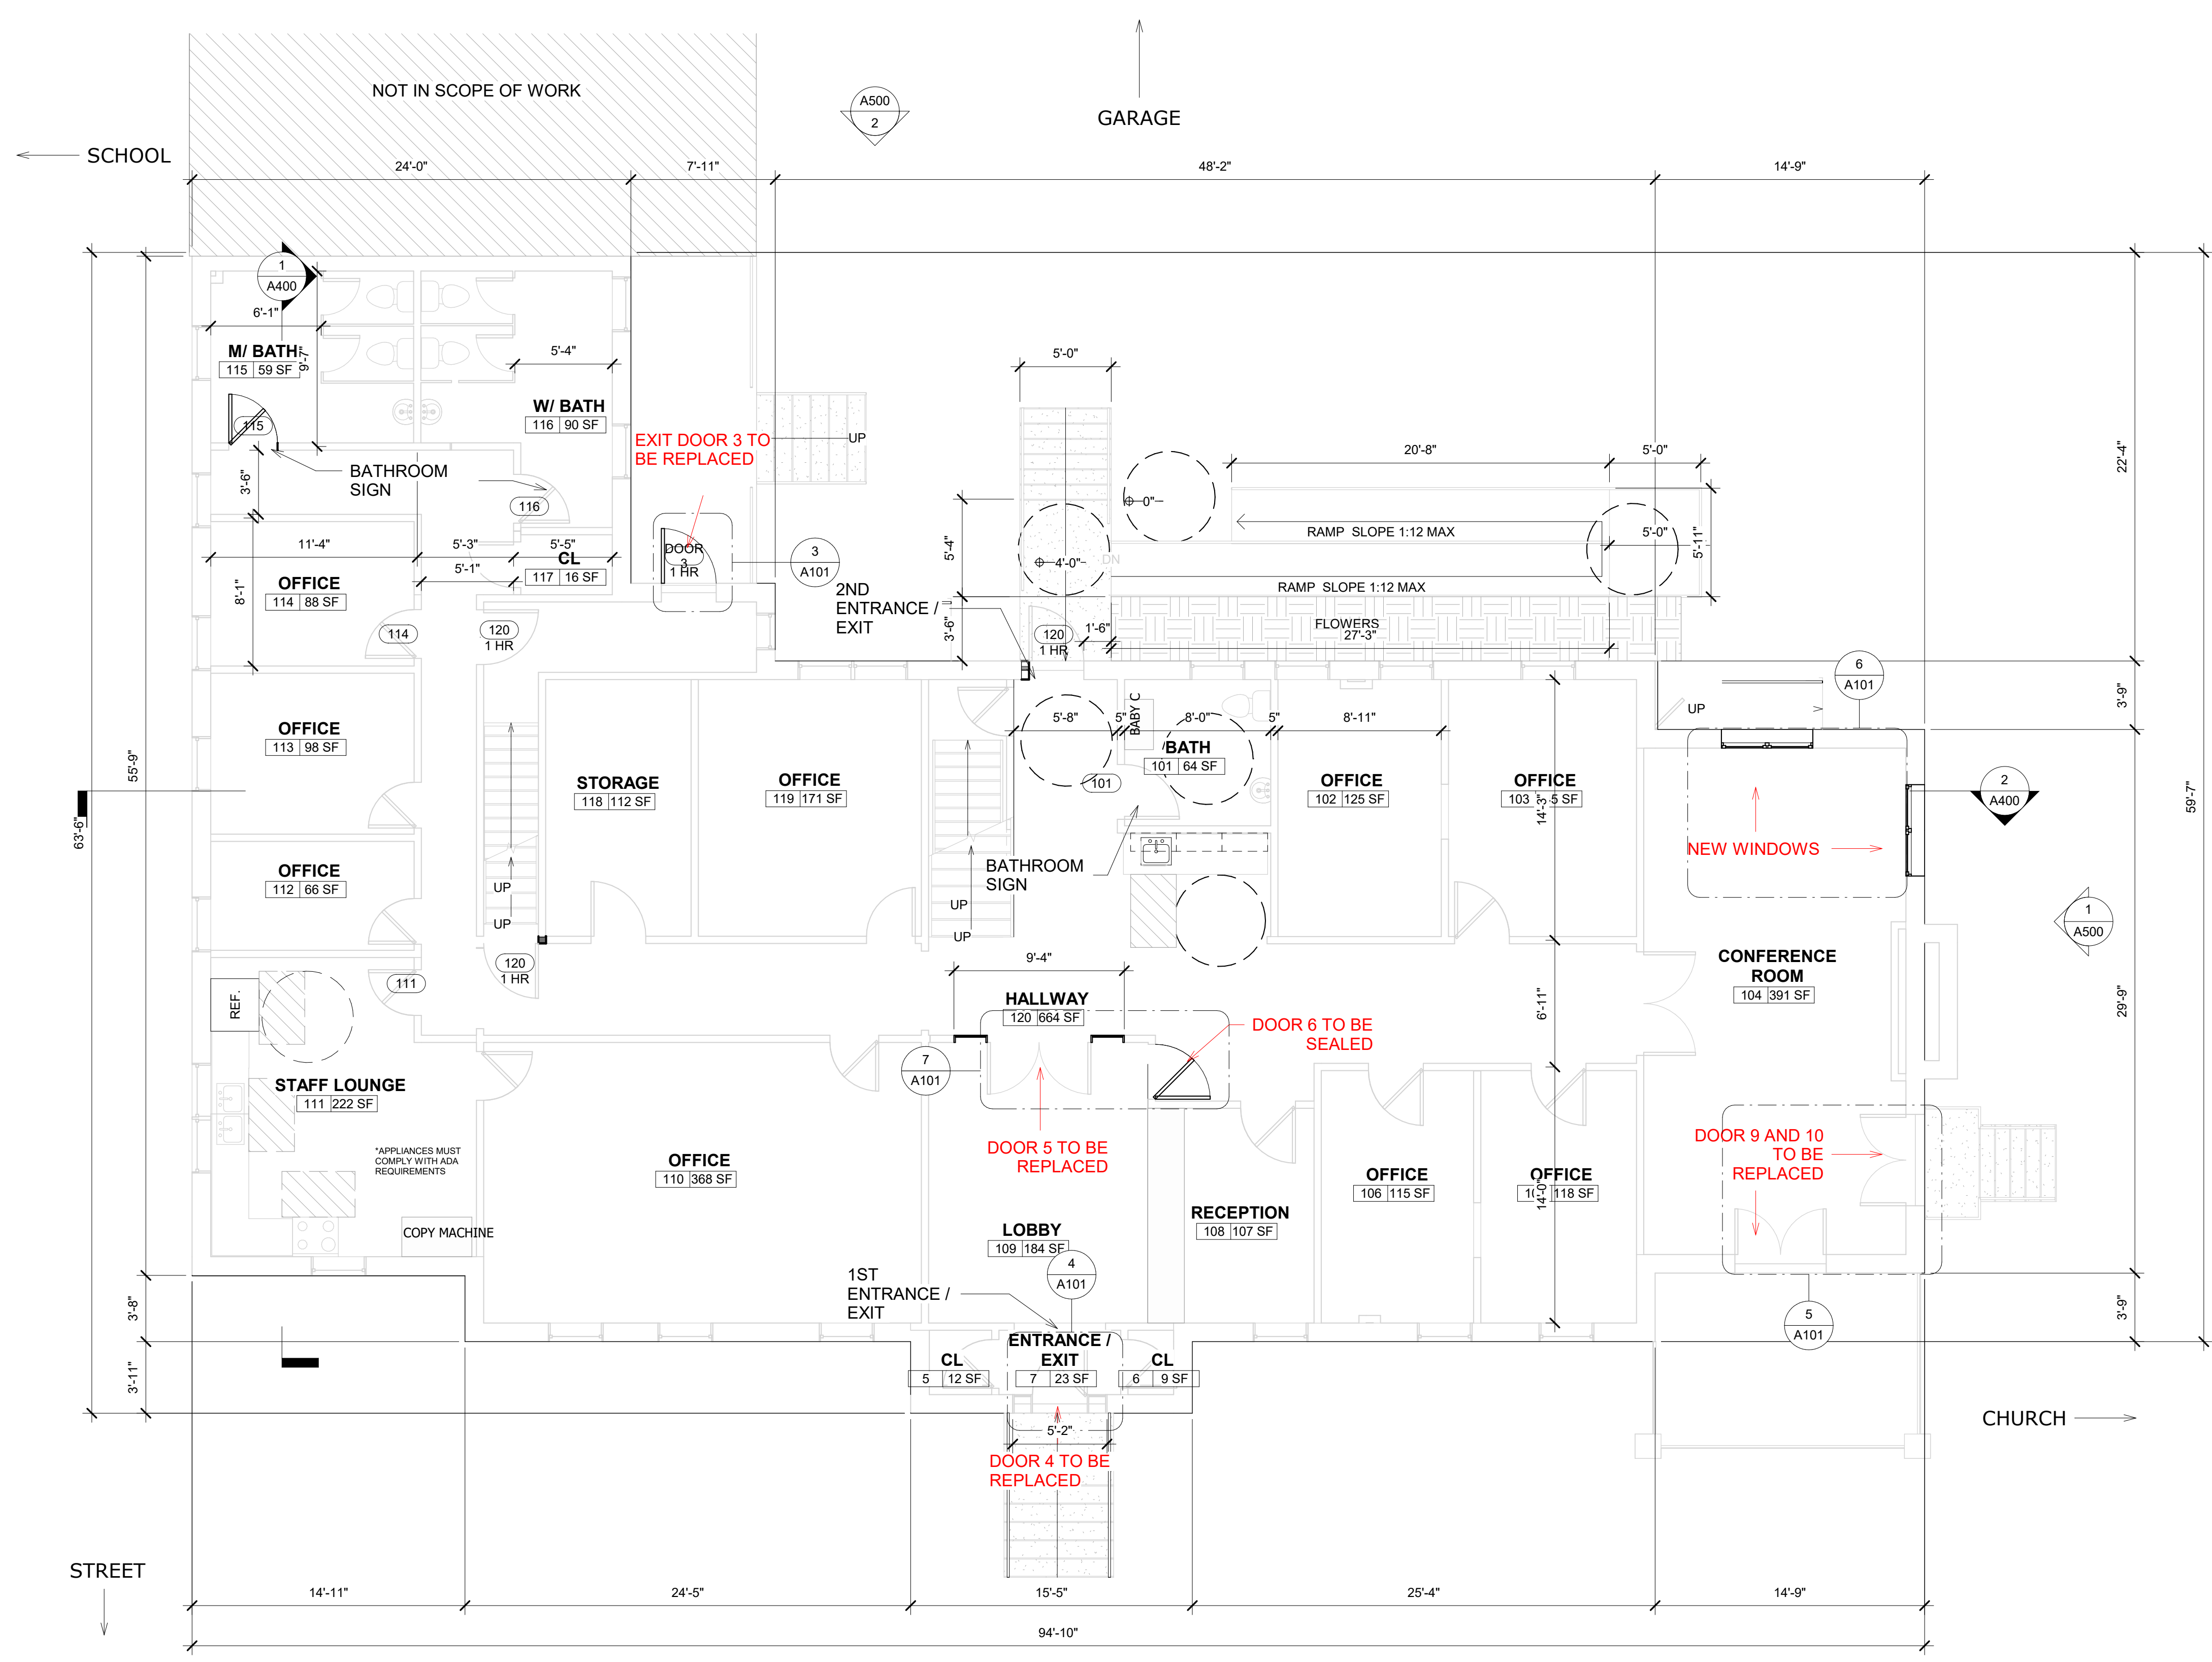 NOT IN SCOPE OF WORK
A500
2
GARAGE
SCHOOL
24'-0"
7'-11"
48'-2"
14'-9"
1
A400
6'-1"
M/ BATH
115 59 SF
9'-7"
5'-4"
W/ BATH
116 90 SF
115
BATHROOM
SIGN
3'-6"
116
EXIT DOOR 3 TO
BE REPLACED
UP
5'-0"
20'-8"
5'-0"
22'-4"
0"
RAMP SLOPE 1:12 MAX
5'-0"
5'-11"
5'-4"
4'-0"
DN
RAMP SLOPE 1:12 MAX
11'-4"
5'-3"
5'-5"
CL
117 16 SF
5'-1"
DOOR
3
1 HR
3
A101
OFFICE
114 88 SF
8'-1"
2ND
ENTRANCE /
EXIT
3'-6"
FLOWERS
27'-3"
1'-6"
120
1 HR
114
120
1 HR
6
A101
UP
3'-9"
OFFICE
113 98 SF
55'-9"
63'-6"
STORAGE
118 112 SF
OFFICE
119 171 SF
5'-8"
5"
BABY C
8'-0"
5"
8'-11"
BATH
101 64 SF
101
OFFICE
102 125 SF
OFFICE
103 5 SF
14'-3"
2
A400
59'-7"
NEW WINDOWS
BATHROOM
SIGN
OFFICE
112 66 SF
UP
UP
UP
UP
1
A500
CONFERENCE
ROOM
104 391 SF
120
1 HR
111
REF.
9'-4"
HALLWAY
120 664 SF
6'-11"
29'-9"
DOOR 6 TO BE
SEALED
7
A101
STAFF LOUNGE
111 222 SF
*APPLIANCES MUST
COMPLY WITH ADA
REQUIREMENTS
COPY MACHINE
OFFICE
110 368 SF
DOOR 5 TO BE
REPLACED
DOOR 9 AND 10
TO BE
REPLACED
OFFICE
106 115 SF
OFFICE
118 SF
14'-0"
RECEPTION
108 107 SF
LOBBY
109 184 SF
4
A101
1ST
ENTRANCE /
EXIT
3'-8"
3'-9"
5
A101
ENTRANCE /
EXIT
7 23 SF
CL
5 12 SF
CL
6 9 SF
3'-11"
5'-2"
DOOR 4 TO BE
REPLACED
CHURCH
STREET
14'-11"
24'-5"
15'-5"
25'-4"
14'-9"
94'-10"